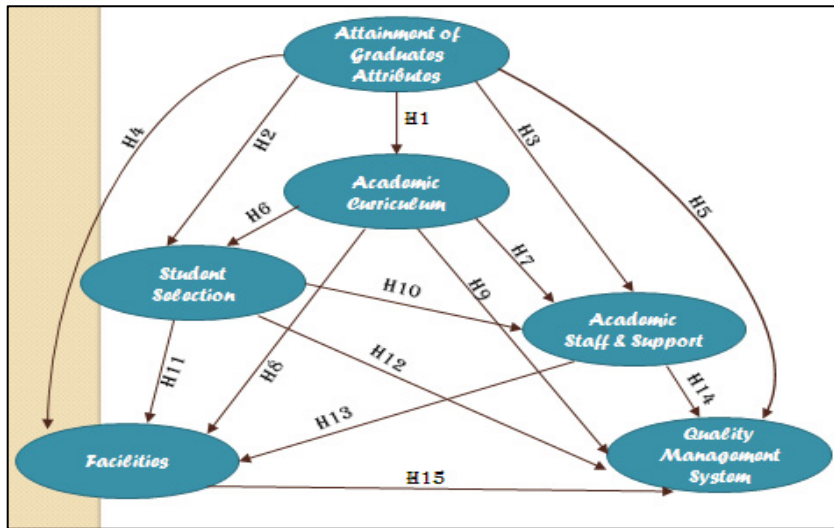 Attainment of
Graduates
Attributes
H4
H2
H1
H3
H5
Academic
Curriculum
H6
H7
Student
Selection
H10
H9
Academic
Staff & Support
H11
H8
H12
H14
H13
Facilities
Quality
Management
System
H15